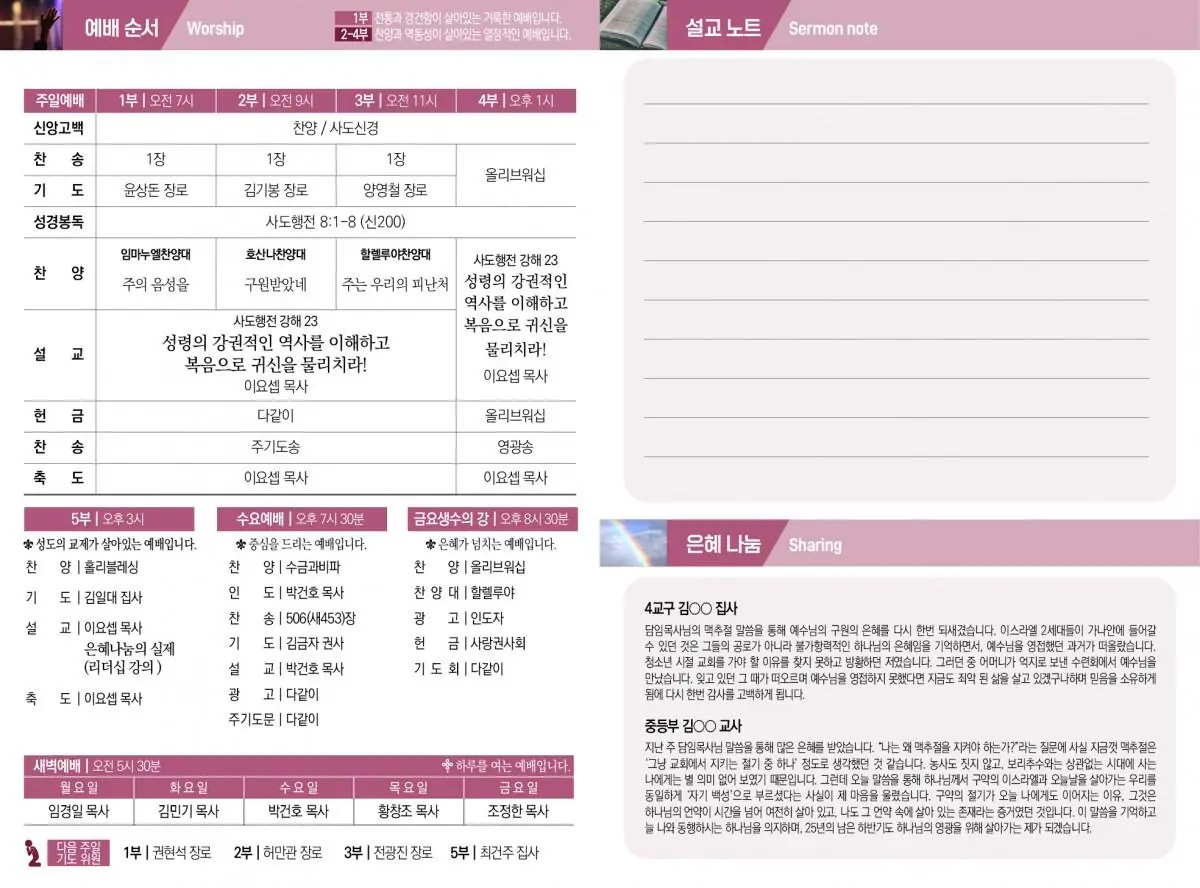 예배 순서 Worship
1부 전통과 경건함이 살아있는 거룩한 예배입니다.
2-4부 찬양과 역동성이 살아있는 열정적인 예배입니다.
주일예배 1부 | 오전 7시 2부 | 오전 9시 3부 | 오전 11시 4부 | 오후 1시
신앙고백 찬양 / 사도신경
찬 송 1장 1장 1장 올리브워십
기 도 윤상돈 장로 김기봉 장로 양영철 장로
성경봉독 사도행전 8:1-8 (신200)
찬 양 임마누엘찬양대 호산나찬양대 할렐루야찬양대
주의 음성을 구원받았네 주는 우리의 피난처
설 교 사도행전 강해 23
성령의 강권적인 역사를 이해하고
복음으로 귀신을 물리치라!
이요셉 목사
사도행전 강해 23
성령의 강권적인
역사를 이해하고
복음으로 귀신을
물리치라!
이요셉 목사
헌 금 다같이 올리브워십
찬 송 주기도송 영광송
축 도 이요셉 목사 이요셉 목사
5부 | 오후 3시
성도의 교제가 살아있는 예배입니다.
찬 양 | 홀리블레싱
기 도 | 김일대 집사
설 교 | 이요셉 목사
은혜나눔의 실제
(리더십 강의 )
축 도 | 이요셉 목사
수요예배 | 오후 7시 30분
중심을 드리는 예배입니다.
찬 양 | 수금과비파
인 도 | 박건호 목사
찬 송 | 506(새453)장
기 도 | 김금자 권사
설 교 | 박건호 목사
광 고 | 다같이
주기도문 | 다같이
금요생수의 강 | 오후 8시 30분
은혜가 넘치는 예배입니다.
찬 양 | 올리브워십
찬 양 대 | 할렐루야
광 고 | 인도자
헌 금 | 사랑권사회
기 도 회 | 다같이
새벽예배 | 오전 5시 30분 하루를 여는 예배입니다.
월 요 일 화 요 일 수 요 일 목 요 일 금 요 일
임경일 목사 김민기 목사 박건호 목사 황창조 목사 조정한 목사
다음 주일
기도 위원
1부 | 권현석 장로 2부 | 허만관 장로 3부 | 전광진 장로 5부 | 최건주 집사
설교 노트 Sermon note
은혜 나눔 Sharing
4교구 김○○ 집사
담임목사님의 맥추절 말씀을 통해 예수님의 구원의 은혜를 다시 한번 되새겼습니다. 이스라엘 2세대들이 가나안에 들어갈
수 있던 것은 그들의 공로가 아니라 불가항력적인 하나님의 은혜임을 기억하면서, 예수님을 영접했던 과거가 떠올랐습니다.
청소년 시절 교회를 가야 할 이유를 찾지 못하고 방황하던 저였습니다. 그러던 중 어머니가 억지로 보낸 수련회에서 예수님을
만났습니다. 잊고 있던 그 때가 떠오르며 예수님을 영접하지 못했다면 지금도 죄악 된 삶을 살고 있겠구나하며 믿음을 소유하게
됨에 다시 한번 감사를 고백하게 됩니다.
중등부 김○○ 교사
지난 주 담임목사님 말씀을 통해 많은 은혜를 받았습니다. “나는 왜 맥추절을 지켜야 하는가?”라는 질문에 사실 지금껏 맥추절은
‘그냥 교회에서 지키는 절기 중 하나’ 정도로 생각했던 것 같습니다. 농사도 짓지 않고, 보리추수와는 상관없는 시대에 사는
나에게는 별 의미 없어 보였기 때문입니다. 그런데 오늘 말씀을 통해 하나님께서 구약의 이스라엘과 오늘날을 살아가는 우리를
동일하게 ‘자기 백성’으로 부르셨다는 사실이 제 마음을 울렸습니다. 구약의 절기가 오늘 나에게도 이어지는 이유, 그것은
하나님의 언약이 시간을 넘어 여전히 살아 있고, 나도 그 언약 속에 살아 있는 존재라는 증거였던 것입니다. 이 말씀을 기억하고
늘 나와 동행하시는 하나님을 의지하며, 25년의 남은 하반기도 하나님의 영광을 위해 살아가는 제가 되겠습니다.